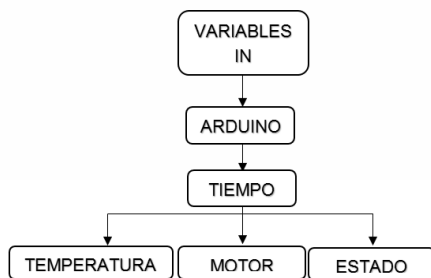 VARIABLES
IN
ARDUINO
TIEMPO
TEMPERATURA MOTOR ESTADO